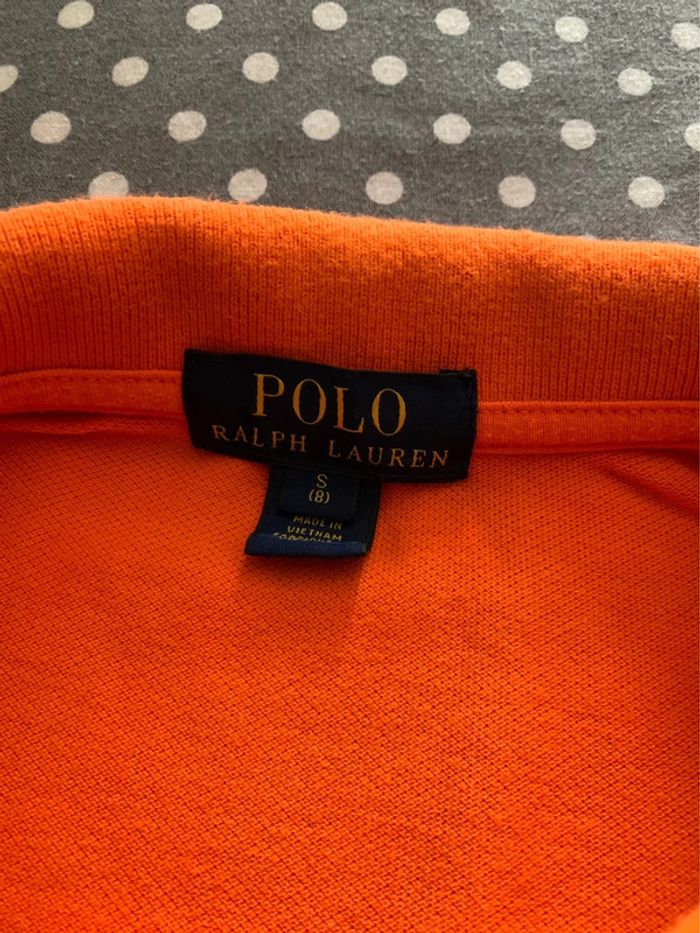 POLO
RALPH LAUREN
S
(8)
MADE IN
VIETNAM